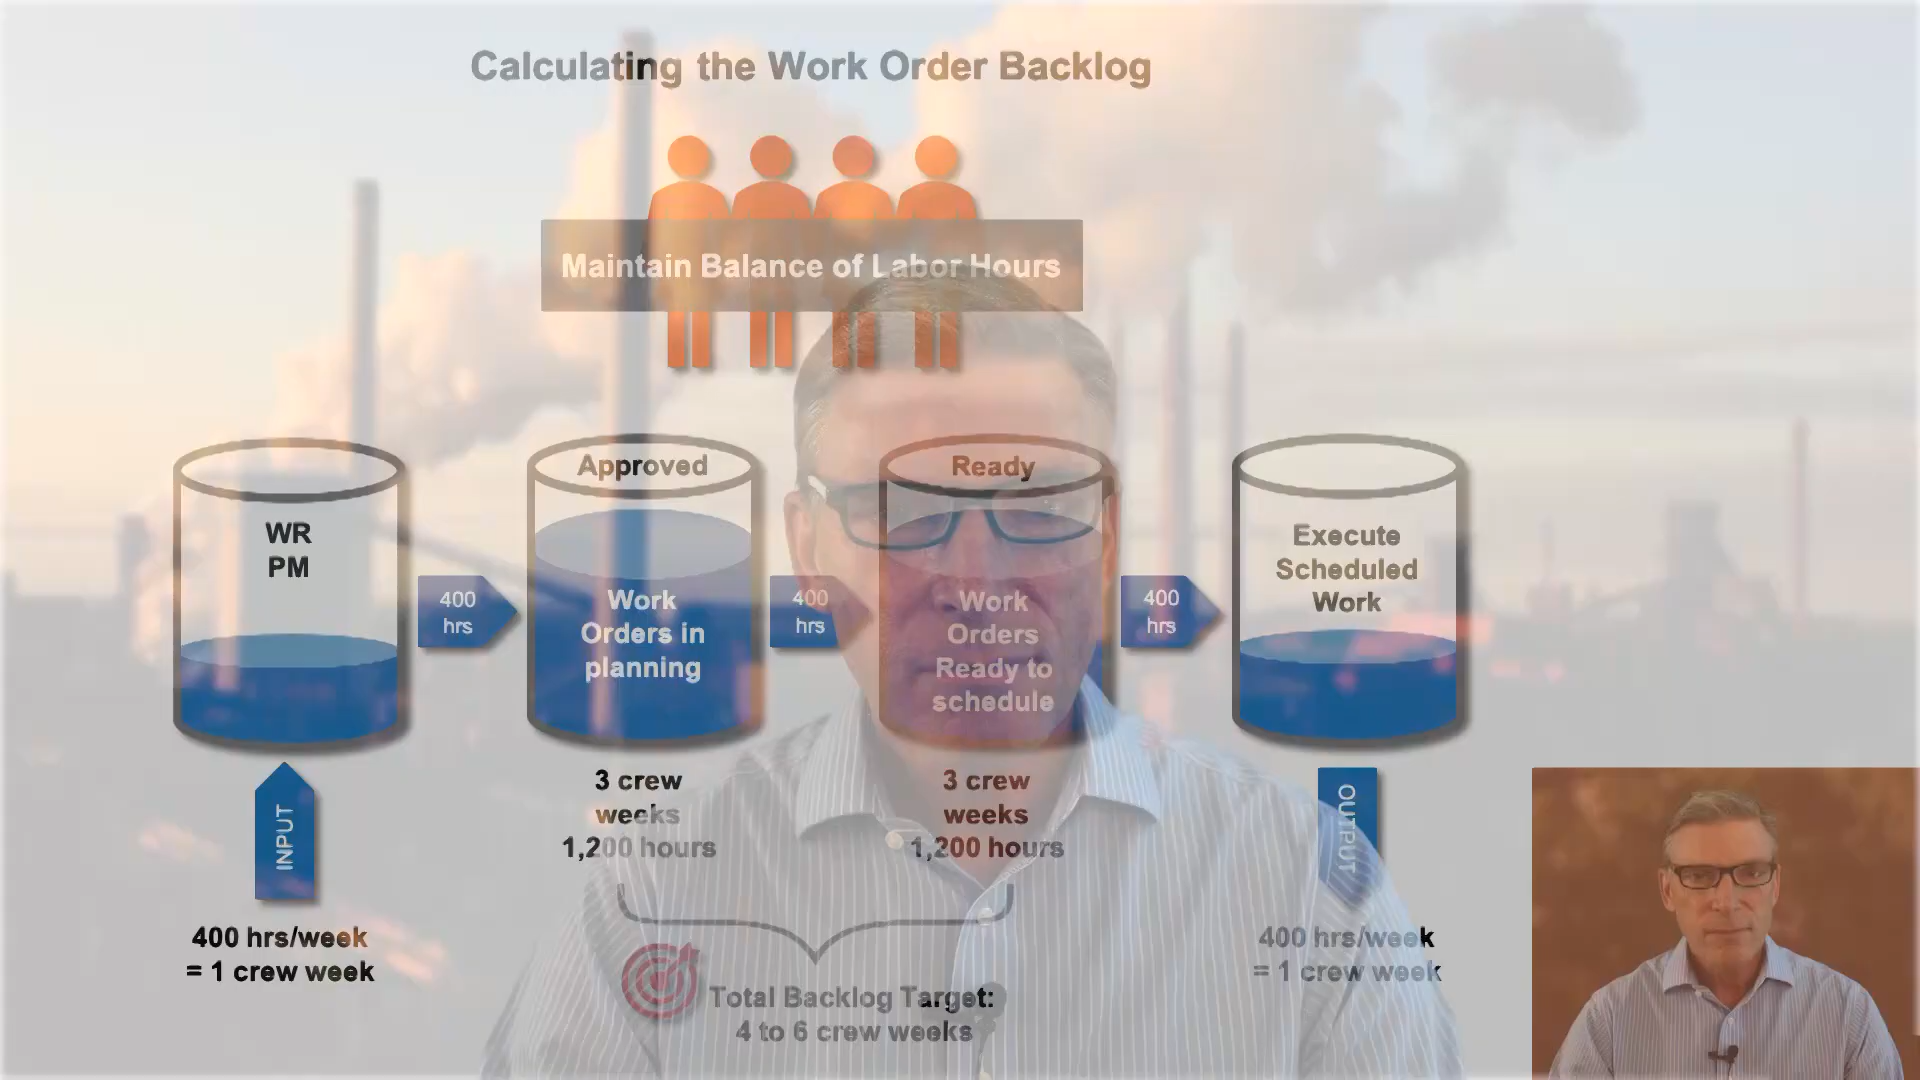 Calculating the Work Order Backlog
Maintain Balance of Labor Hours
WR
PM
400
hrs
Approved
Work
Orders in
planning
400
hrs
Ready
Work
Orders
Ready to
schedule
400
hrs
Execute
Scheduled
Work
INPUT
400 hrs/week
= 1 crew week
3 crew
weeks
1,200 hours
3 crew
weeks
1,200 hours
OUTPUT
400 hrs/week
= 1 crew week
Total Backlog Target:
4 to 6 crew weeks